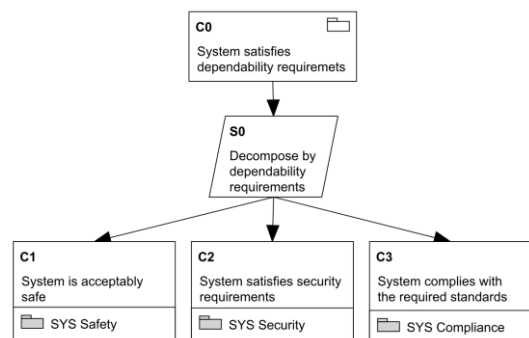 C0
System satisfies
dependability requiremets
S0
Decompose by
dependability
requirements
C1
System is acceptably
safe
SYS Safety
C2
System satisfies security
requirements
SYS Security
C3
System complies with
the required standards
SYS Compliance